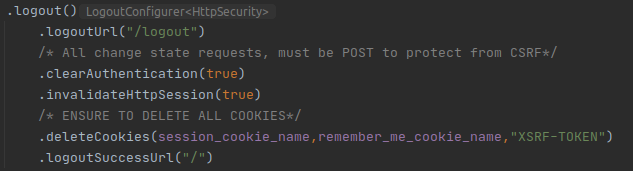 .logout() LogoutConfigurer<HttpSecurity>
.logoutUrl("/logout")
/* All change state requests, must be POST to protect from CSRF*/
.clearAuthentication(true)
.invalidateHttpSession(true)
/* ENSURE TO DELETE ALL COOKIES*/
.deleteCookies(session_cookie_name,remember_me_cookie_name,"XSRF-TOKEN")
.logoutSuccessUrl("/")